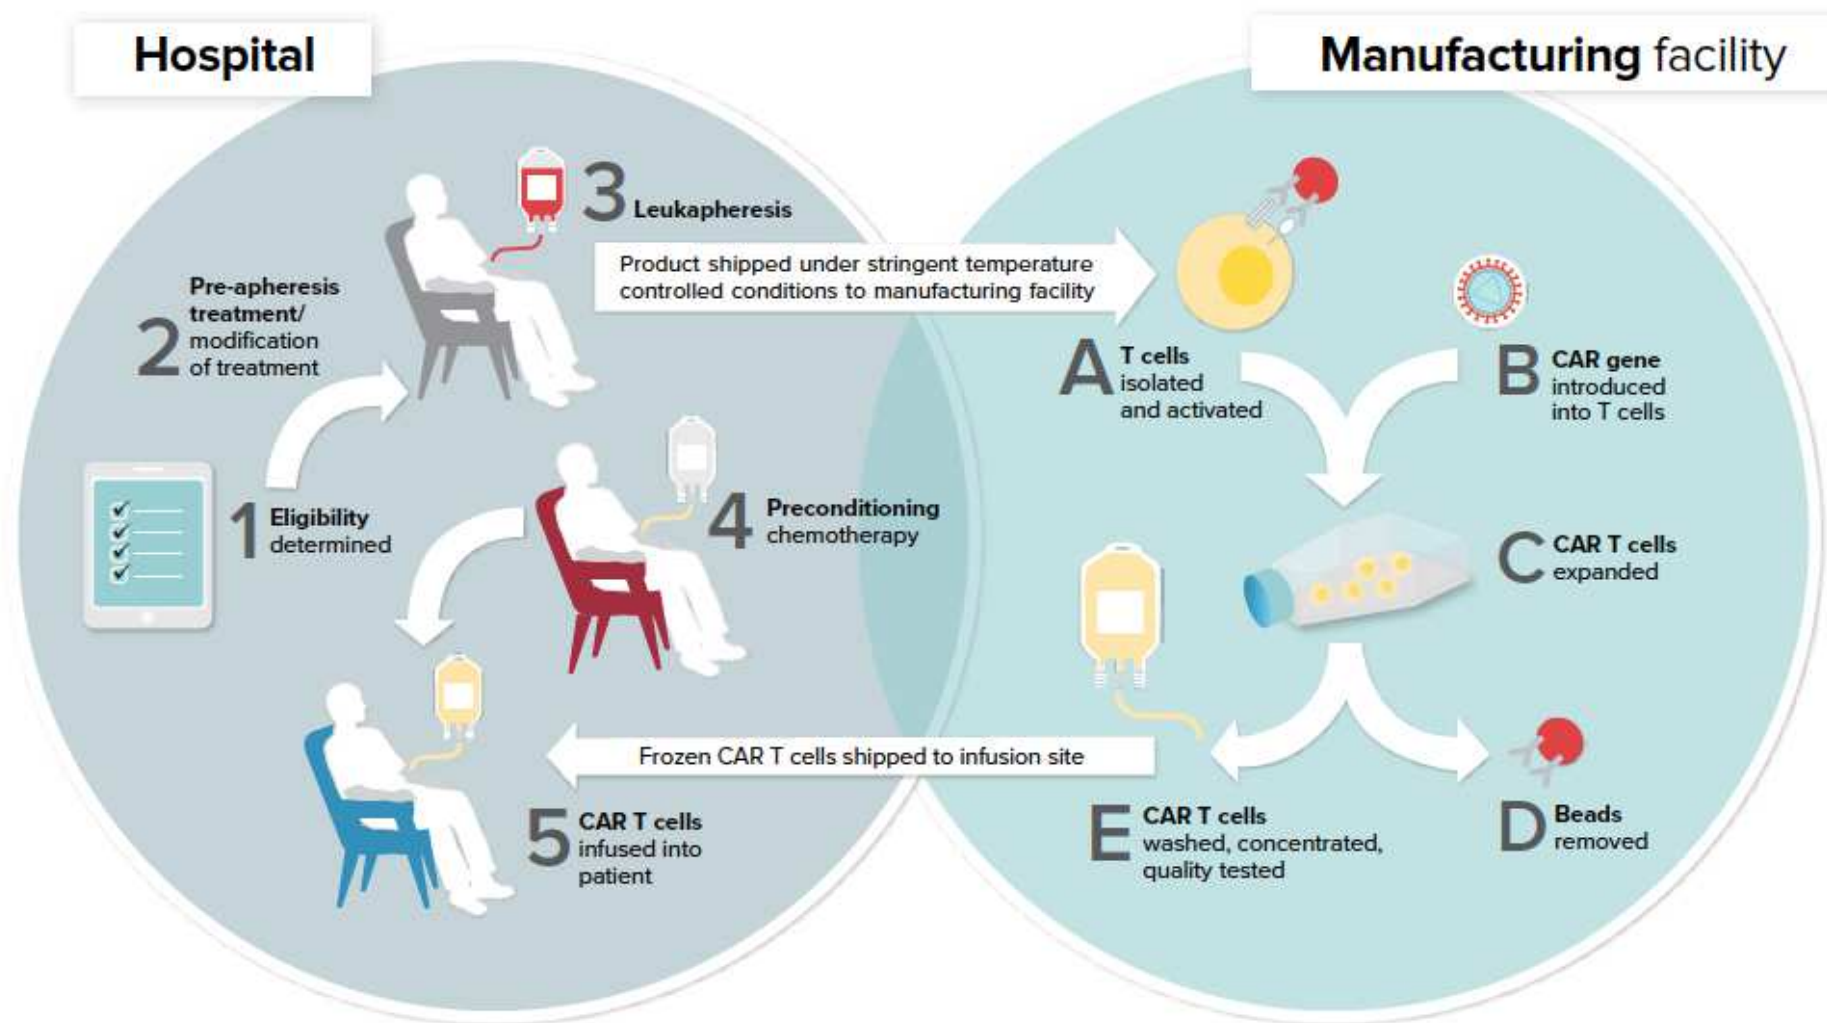 Hospital
Manufacturing facility
3 Leukapheresis
Product shipped under stringent temperature
controlled conditions to manufacturing facility
2 Pre-apheresis
treatment/
modification
of treatment
1 Eligibility
determined
4 Preconditioning
chemotherapy
Frozen CAR T cells shipped to infusion site
5 CAR T cells
infused into
patient
A T cells
isolated
and activated
B CAR gene
introduced
into T cells
C CAR T cells
expanded
E CAR T cells
washed, concentrated,
quality tested
D Beads
removed